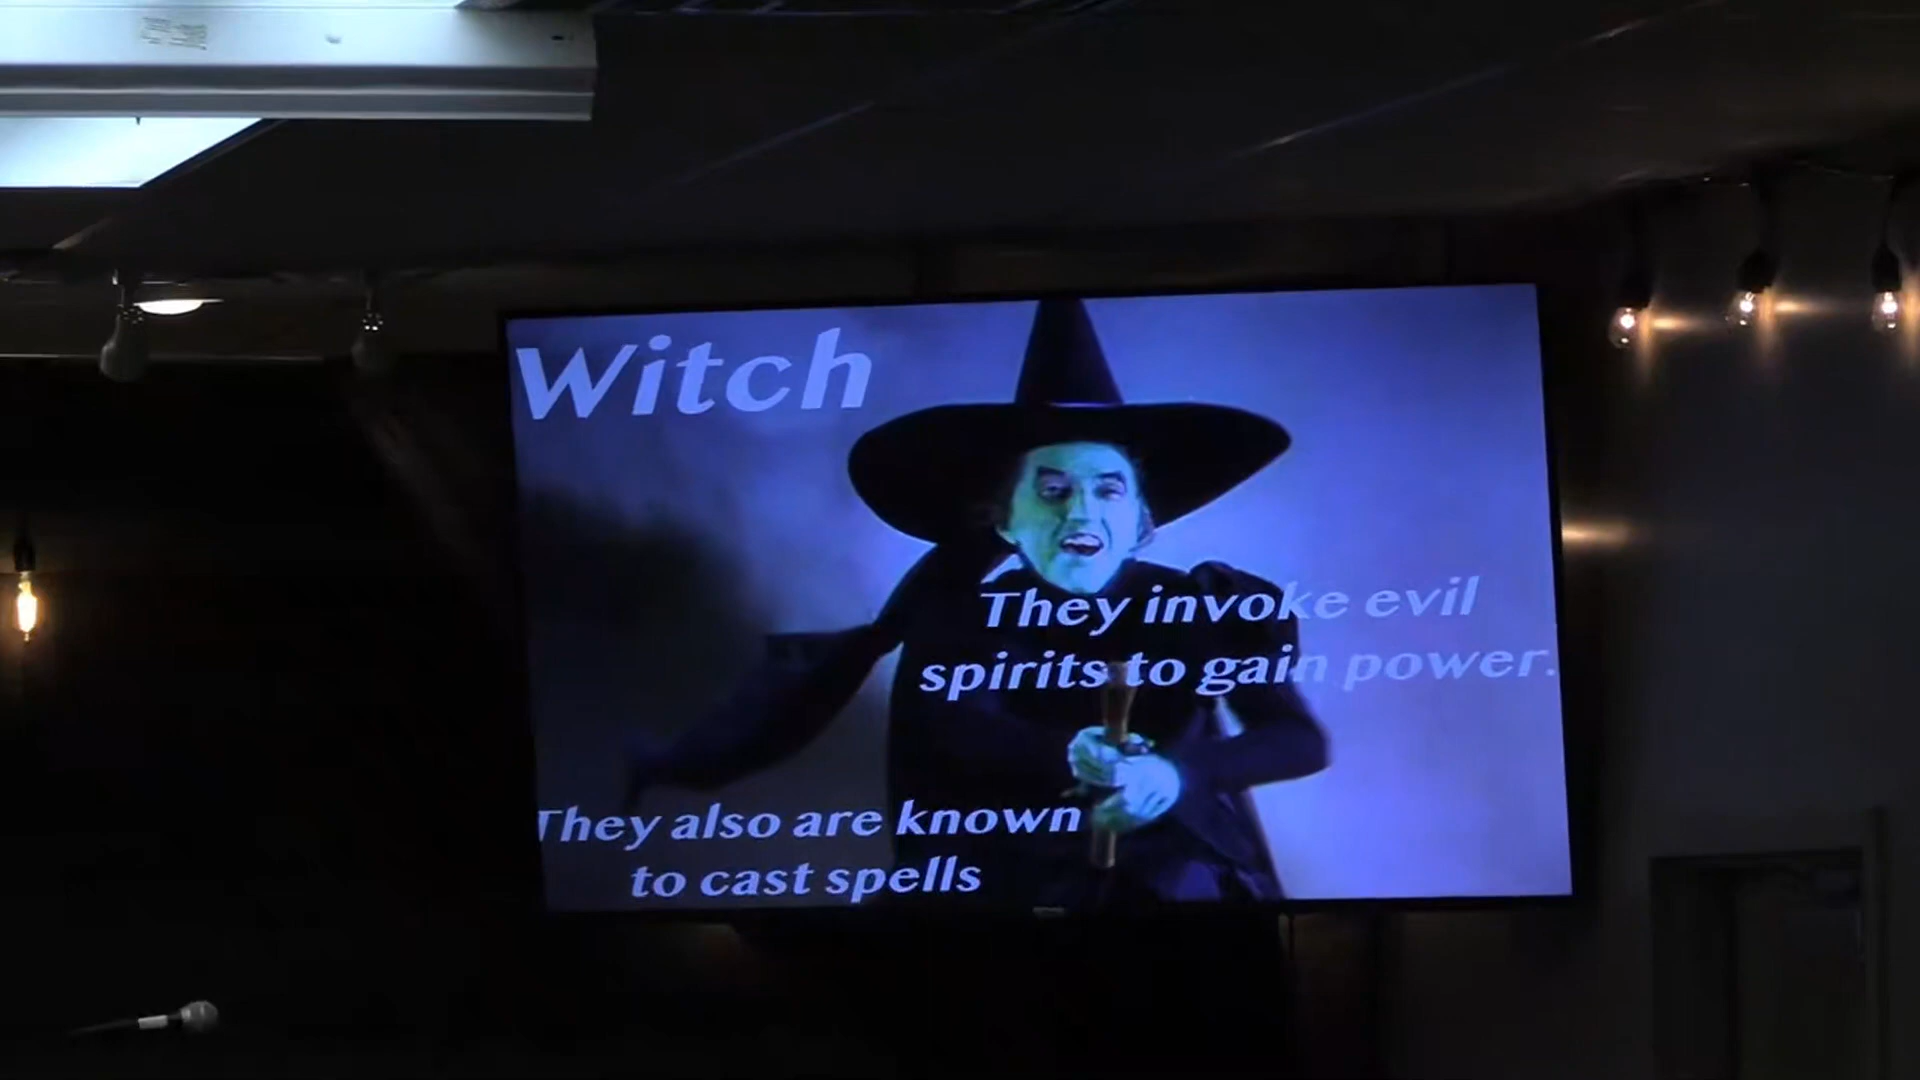 Witch
They invoke evil
spirits to gain power.
They also are known
to cast spells